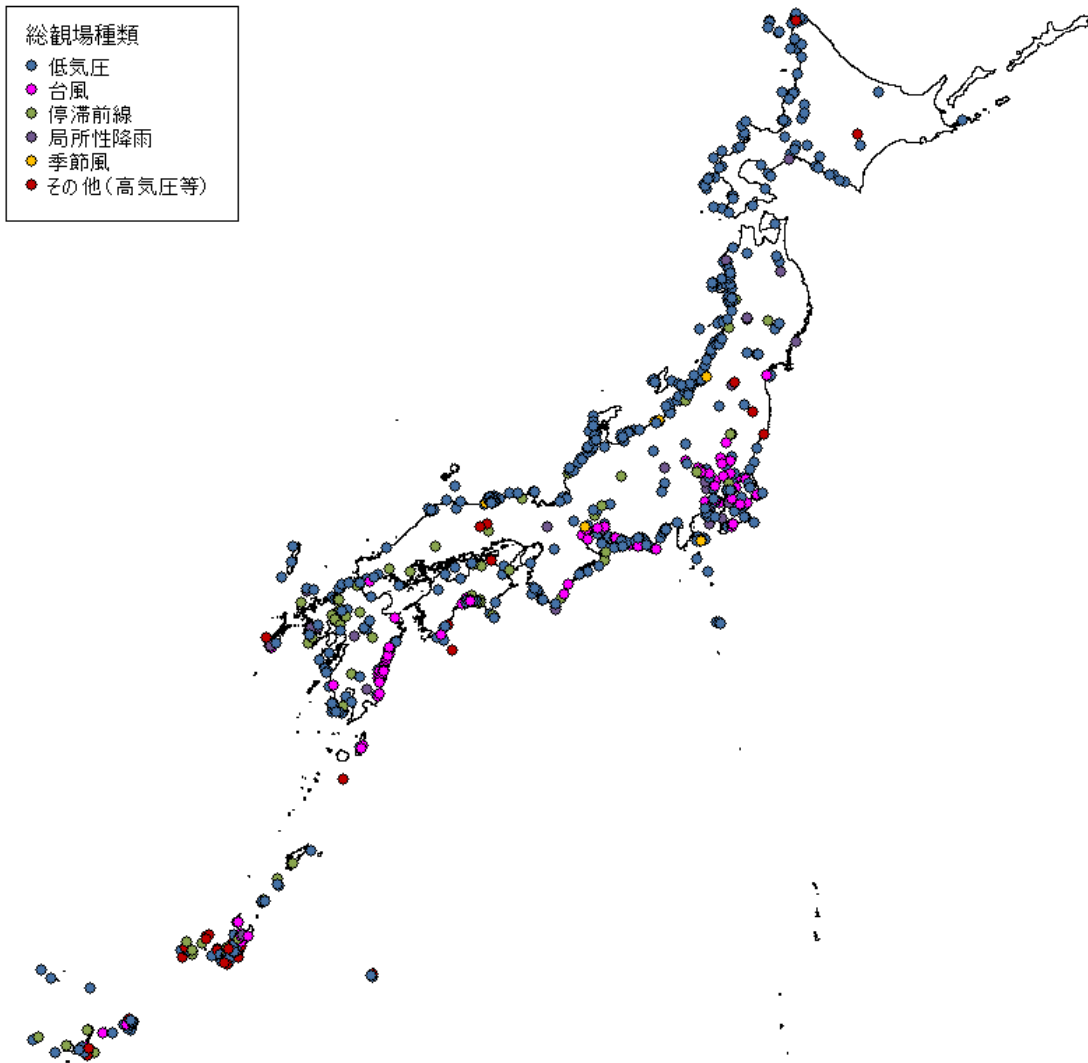 総観場種類
低気圧
台風
停滞前線
局所性降雨
季節風
その他(高気圧等)